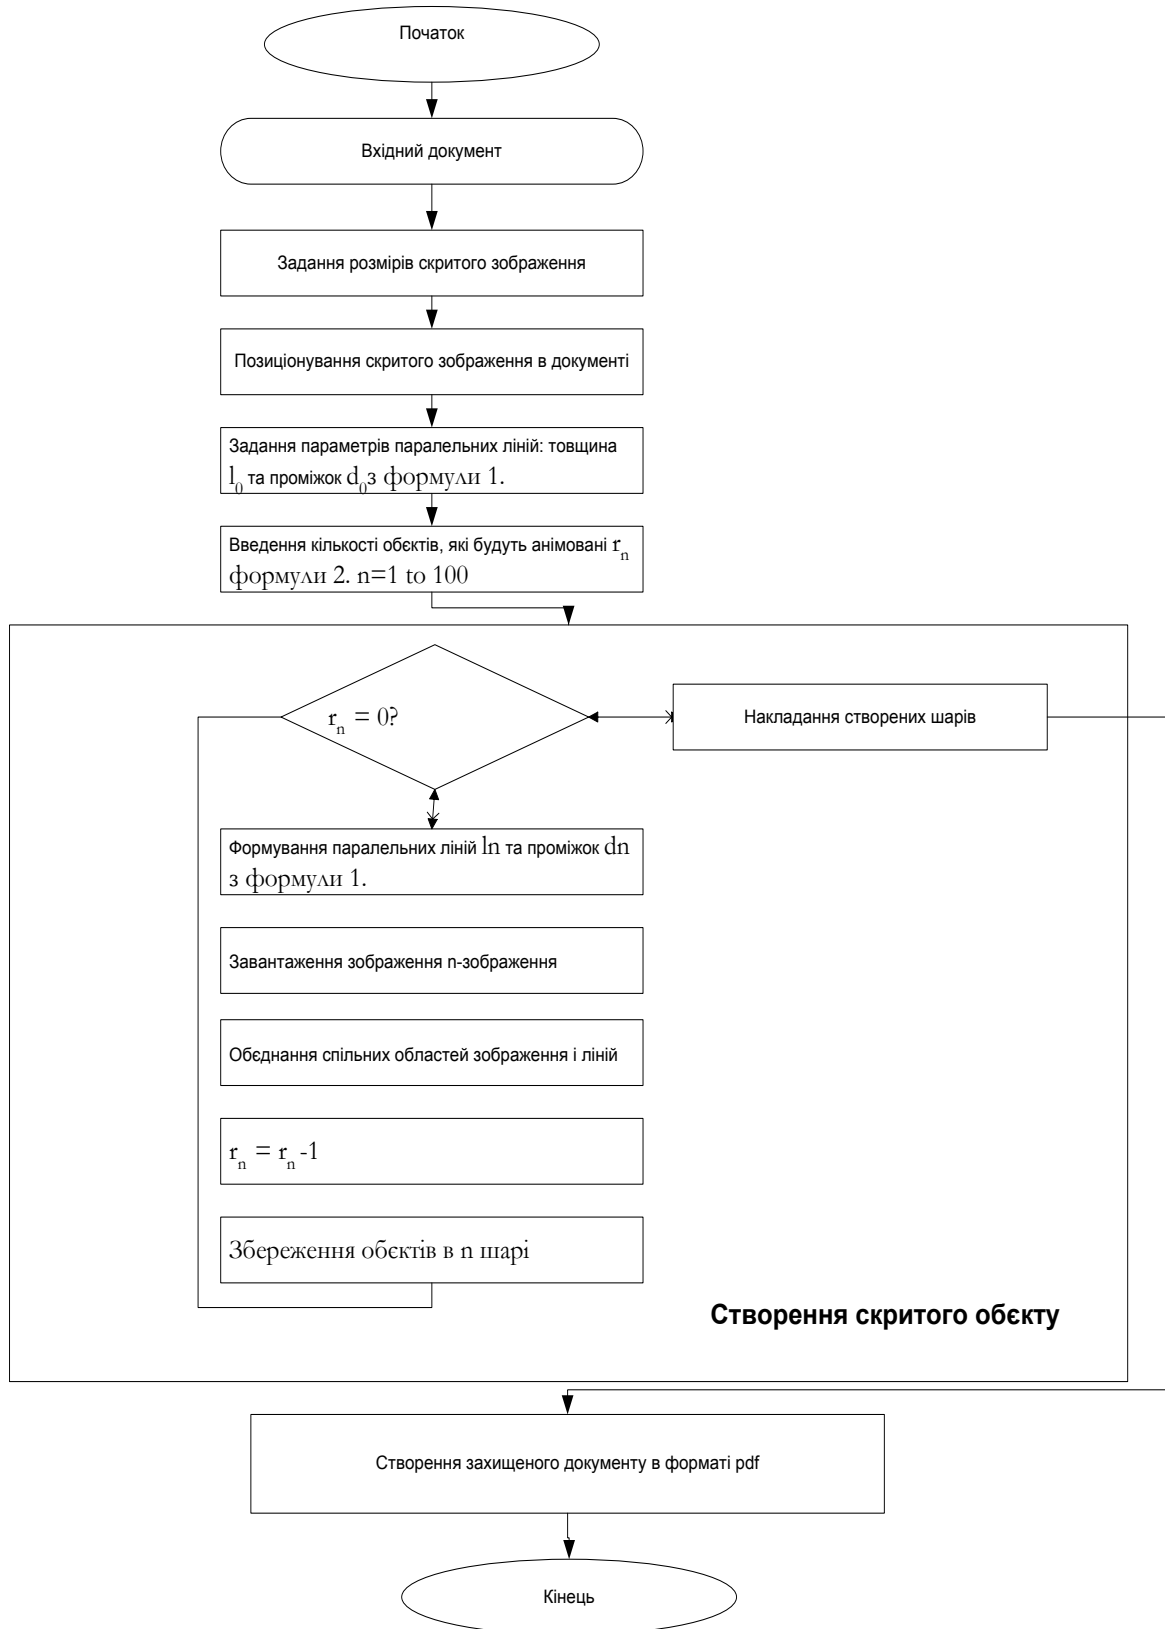 Початок
Вхідний документ
Задання розмірів скритого зображення
Позиціонування скритого зображення в документі
Задання параметрів паралельних ліній: товщина
l₀ та проміжок d₀з формули 1.
Введення кількості обєктів, які будуть анімовані rₙ
формули 2. n=1 to 100
rₙ = 0?
Накладання створених шарів
Формування паралельних ліній ln та проміжок dn
з формули 1.
Завантаження зображення n-зображення
Обєднання спільних областей зображення і ліній
rₙ = rₙ -1
Збереження обєктів в n шарі
Створення скритого обєкту
Створення захищеного документу в форматі pdf
Кінець